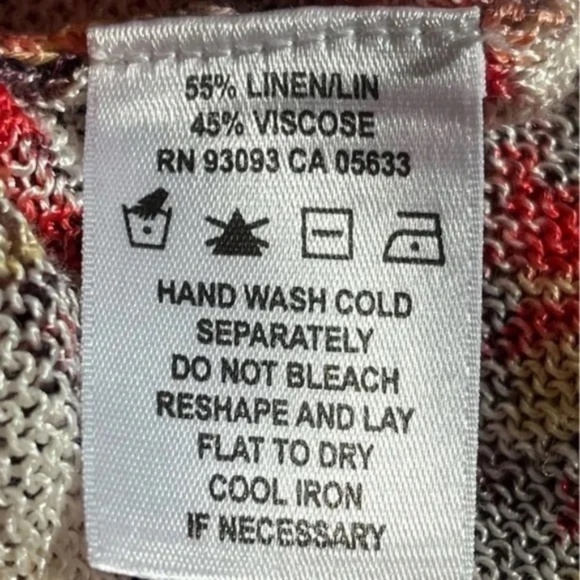 55% LINEN/LIN
45% VISCOSE
RN 93093 CA 05633
HAND WASH COLD
SEPARATELY
DO NOT BLEACH
RESHAPE AND LAY
FLAT TO DRY
COOL IRON
IF NECESSARY